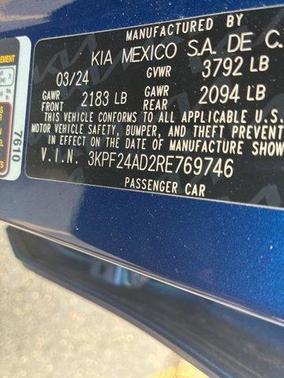 MANUFACTURED BY
KIA MEXICO S.A. DE C.
03/24 GVWR 3792 LB
GAWR FRONT 2183 LB GAWR REAR 2094 LB
THIS VEHICLE CONFORMS TO ALL APPLICABLE U.S.
MOTOR VEHICLE SAFETY, BUMPER, AND THEFT PREVENT
IN EFFECT ON THE DATE OF MANUFACTURE SHOW
V.I.N. 3KPF24AD2RE769746
PASSENGER CAR
7610